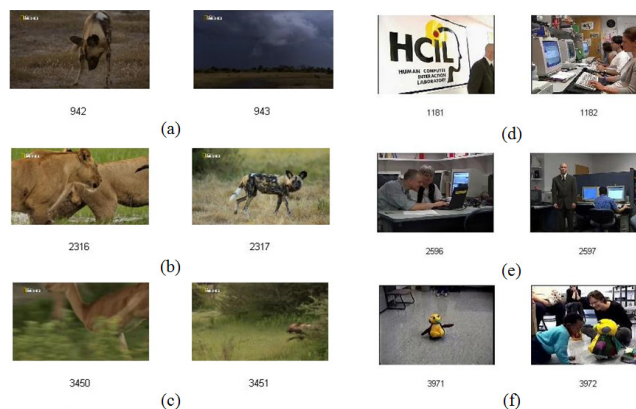 942
943
(a)
2316
2317
(b)
3450
3451
(c)
HCIL
HUMAN COMPUTER
INTERACTION
LABORATORY
1181
1182
(d)
2596
2597
(e)
3971
3972
(f)